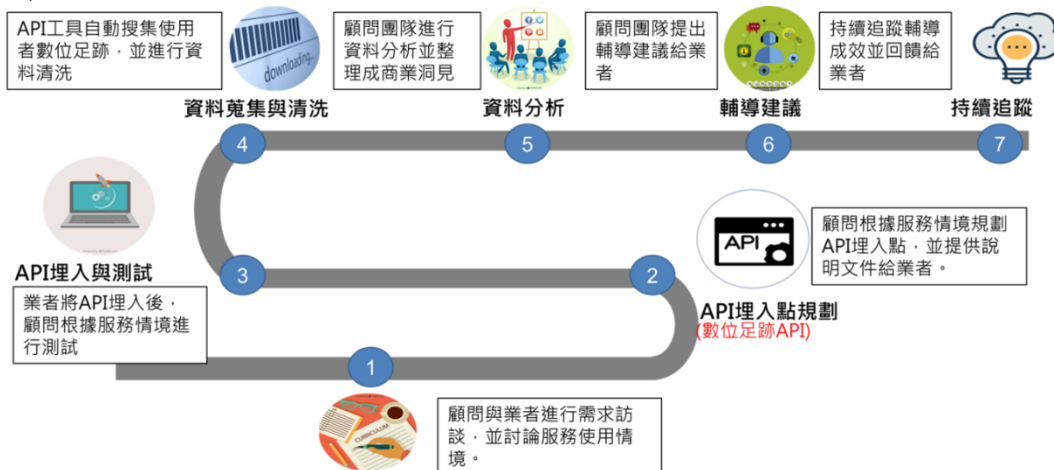 API工具自動搜集使用
者數位足跡，並進行資
料清洗
downloading...
資料蒐集與清洗
顧問團隊進行
資料分析並整
理成商業洞見
資料分析
顧問團隊提出
輔導建議給業
者
輔導建議
持續追蹤輔導
成效並回饋給
業者
持續追蹤
4
5
6
7
API埋入與測試
業者將API埋入後，
顧問根據服務情境進
行測試
3
2
API
顧問根據服務情境規劃
API埋入點，並提供說
明文件給業者。
API埋入點規劃
(數位足跡API)
1
CURRICULUM
顧問與業者進行需求訪
談，並討論服務使用情
境。